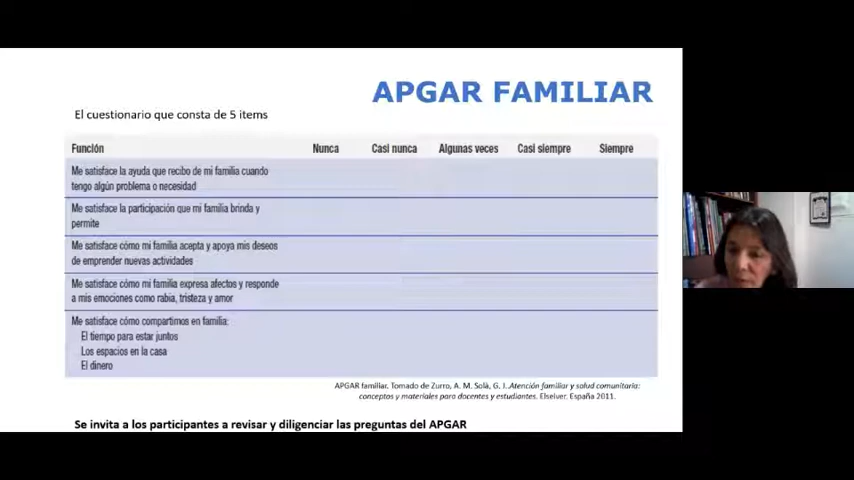 APGAR FAMILIAR
El cuestionario que consta de 5 items
Función Nunca Casi nunca Algunas veces Casi siempre Siempre
Me satisface la ayuda que recibo de mi familia cuando
tengo algún problema o necesidad
Me satisface la participación que mi familia brinda y
permite
Me satisface cómo mi familia acepta y apoya mis deseos
de emprender nuevas actividades
Me satisface cómo mi familia expresa afectos y responde
a mis emociones como rabia, tristeza y amor
Me satisface cómo compartimos en familia:
El tiempo para estar juntos
Los espacios en la casa
El dinero
APGAR familiar. Tomado de Zurro, A. M. Solà, G. J. Atención familiar y salud comunitaria:
conceptos y materiales para docentes y estudiantes. Elseiver. España 2011.
Se invita a los participantes a revisar y diligenciar las preguntas del APGAR